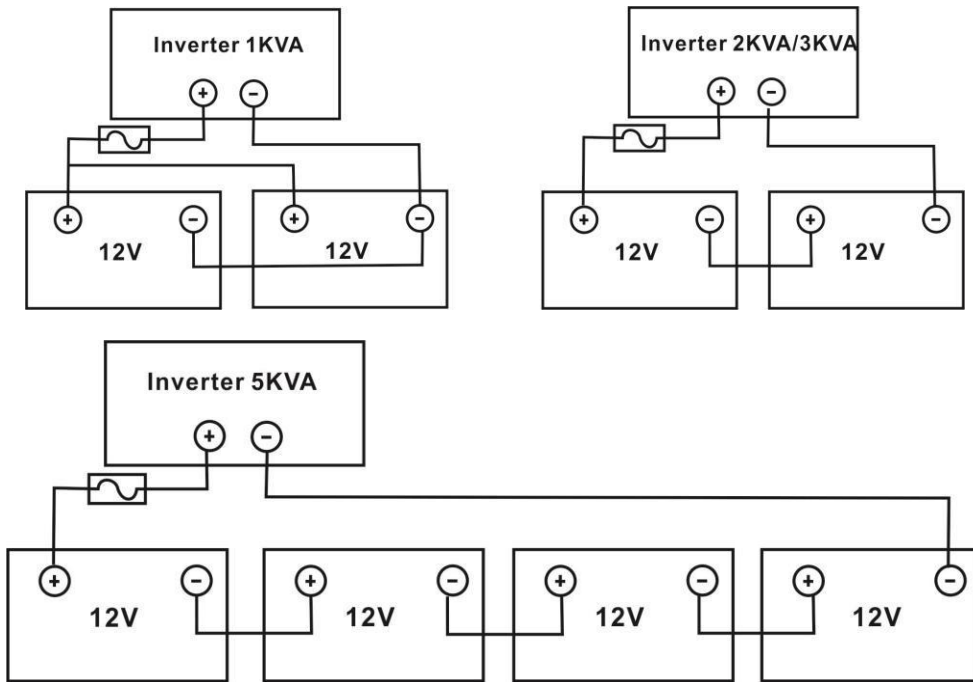 Inverter 1KVA
+ −
+ − + −
12V 12V
Inverter 2KVA/3KVA
+ −
+ − + −
12V 12V
Inverter 5KVA
+ −
+ − + − + − + −
12V 12V 12V 12V